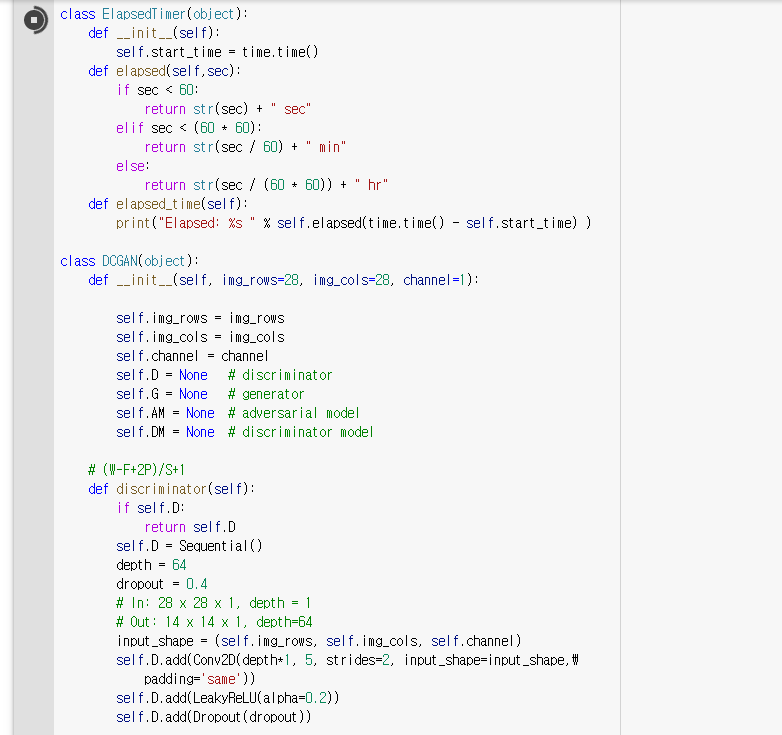 class ElapsedTimer(object):
    def __init__(self):
        self.start_time = time.time()
    def elapsed(self,sec):
        if sec < 60:
            return str(sec) + " sec"
        elif sec < (60 * 60):
            return str(sec / 60) + " min"
        else:
            return str(sec / (60 * 60)) + " hr"
    def elapsed_time(self):
        print("Elapsed: %s " % self.elapsed(time.time() - self.start_time) )

class DCGAN(object):
    def __init__(self, img_rows=28, img_cols=28, channel=1):

        self.img_rows = img_rows
        self.img_cols = img_cols
        self.channel = channel
        self.D = None   # discriminator
        self.G = None   # generator
        self.AM = None  # adversarial model
        self.DM = None  # discriminator model

    # (W-F+2P)/S+1
    def discriminator(self):
        if self.D:
            return self.D
        self.D = Sequential()
        depth = 64
        dropout = 0.4
        # In: 28 x 28 x 1, depth = 1
        # Out: 14 x 14 x 1, depth=64
        input_shape = (self.img_rows, self.img_cols, self.channel)
        self.D.add(Conv2D(depth*1, 5, strides=2, input_shape=input_shape,₩
            padding='same'))
        self.D.add(LeakyReLU(alpha=0.2))
        self.D.add(Dropout(dropout))